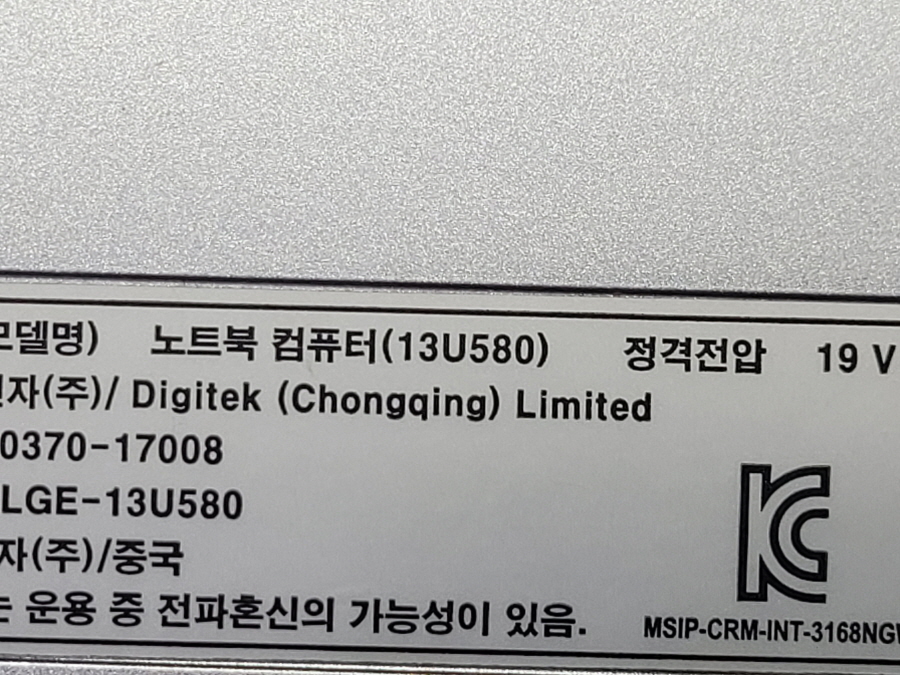 모델명) 노트북 컴퓨터(13U580) 정격전압 19 V
자(주)/ Digitek (Chongqing) Limited
0370-17008
LGE-13U580
자(주)/중국
는 운용 중 전파혼신의 가능성이 있음.
KC
MSIP-CRM-INT-3168NG